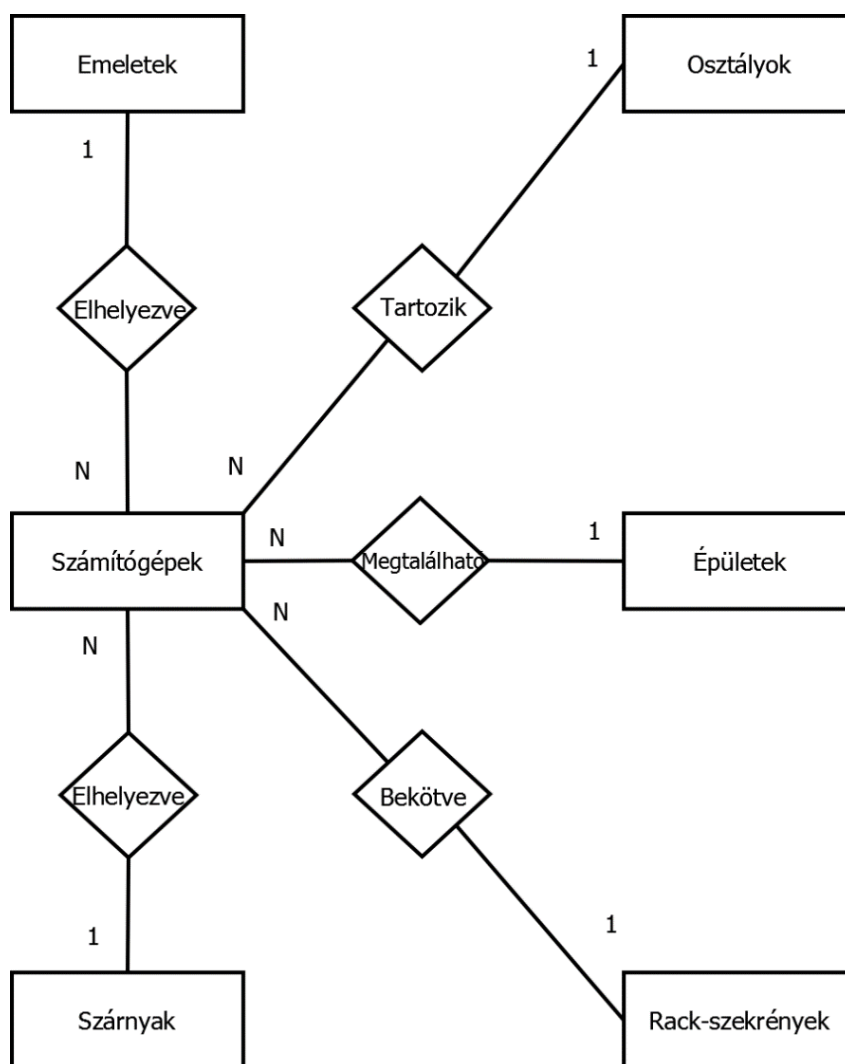 Emeletek
Osztályok
1
1
Elhelyezve
Tartozik
N
N
Számítógépek
N
Megtalálható
1
Épületek
N
N
Elhelyezve
Bekötve
1
1
Szárnyak
Rack-szekrények